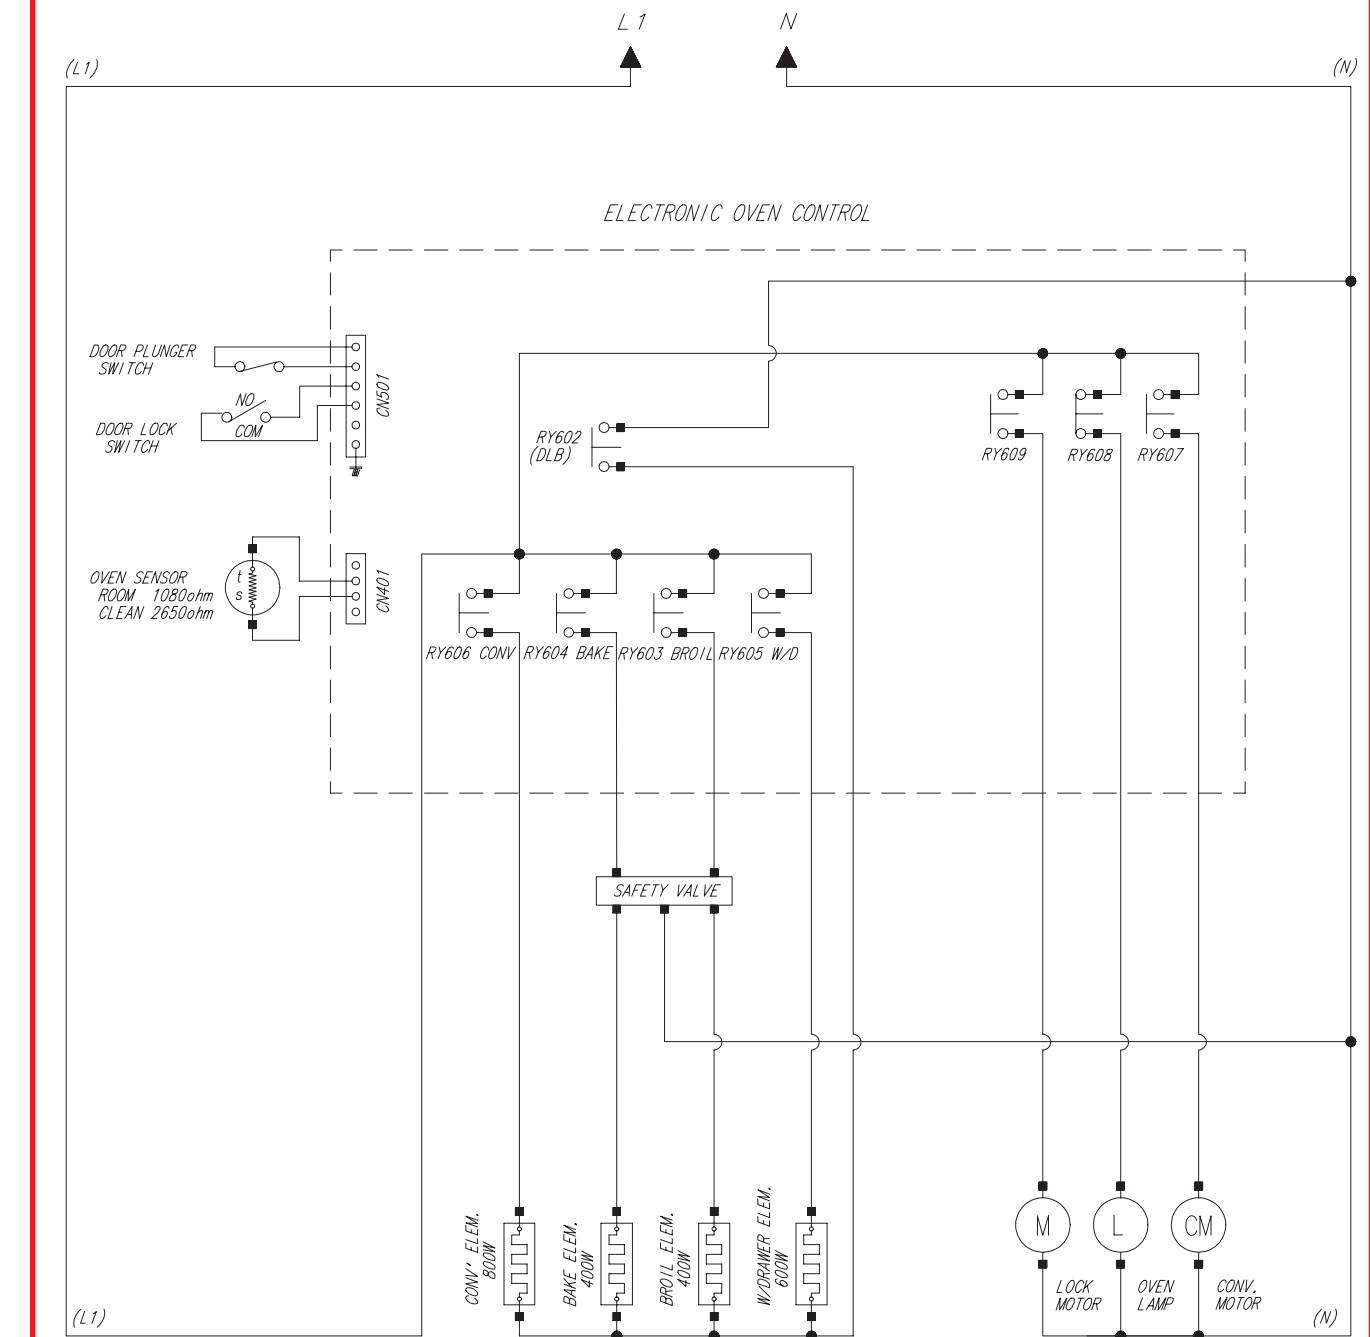 L1 N
(L1) (N)
ELECTRONIC OVEN CONTROL
DOOR PLUNGER
SWITCH
CN501
NO
COM
DOOR LOCK
SWITCH
RY602
(DLB)
RY609 RY608 RY607
OVEN SENSOR
ROOM 1080ohm
CLEAN 2650ohm
t
s
CN401
RY606 CONV RY604 BAKE RY603 BROIL RY605 W/D
SAFETY VALVE
CONV' ELEM.
800W
BAKE ELEM.
400W
BROIL ELEM.
400W
W/DRAWER ELEM.
600W
M L CM
LOCK
MOTOR
OVEN
LAMP
CONV.
MOTOR
(L1) (N)